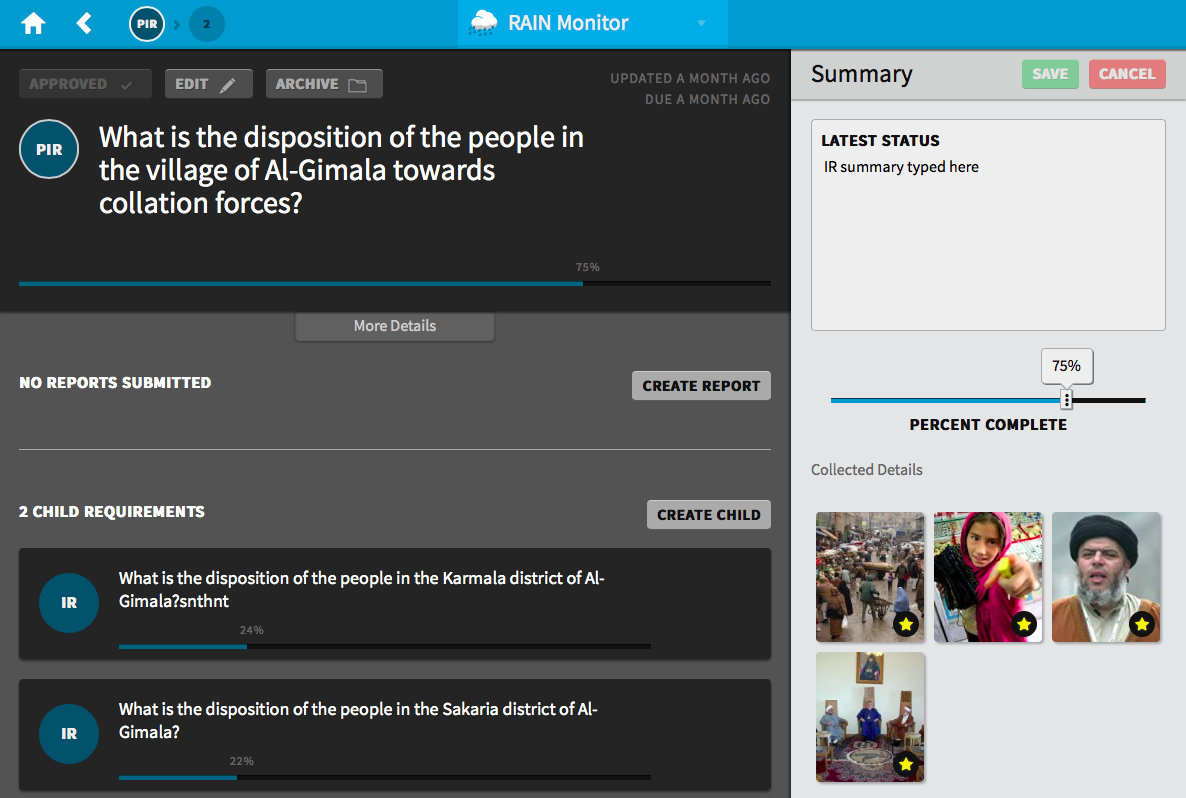 PIR
2
RAIN Monitor
APPROVED
EDIT
ARCHIVE
UPDATED A MONTH AGO
DUE A MONTH AGO
PIR
What is the disposition of the people in
the village of Al-Gimala towards
collation forces?
75%
More Details
NO REPORTS SUBMITTED
CREATE REPORT
2 CHILD REQUIREMENTS
CREATE CHILD
IR
What is the disposition of the people in the Karmala district of Al-
Gimala?snthnt
24%
IR
What is the disposition of the people in the Sakaria district of Al-
Gimala?
22%
Summary
SAVE
CANCEL
LATEST STATUS
IR summary typed here
75%
PERCENT COMPLETE
Collected Details